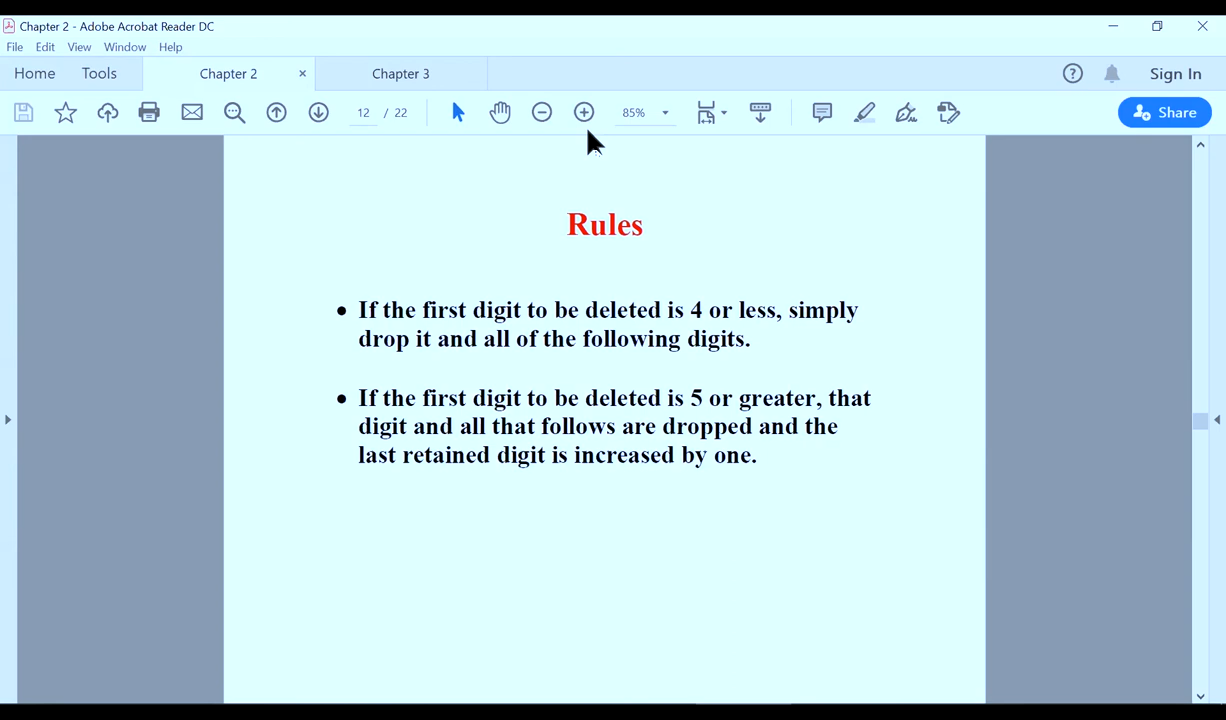 Chapter 2 - Adobe Acrobat Reader DC
File Edit View Window Help
Home Tools Chapter 2 × Chapter 3 Sign In
12 / 22 85% Share
Rules
• If the first digit to be deleted is 4 or less, simply
drop it and all of the following digits.
• If the first digit to be deleted is 5 or greater, that
digit and all that follows are dropped and the
last retained digit is increased by one.